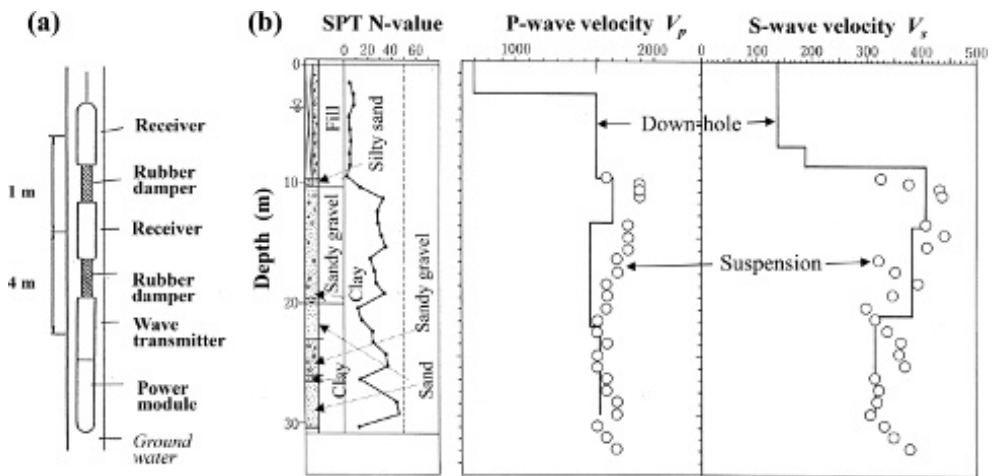 (a)
Receiver
Rubber
damper
1 m
Receiver
Rubber
damper
4 m
Wave
transmitter
Power
module
Ground
water
(b)
SPT N-value
0 20 40 60
Depth (m)
0
10
20
30
Fill
Silty sand
Sandy gravel
Clay
Sandy gravel
Clay
Sand
P-wave velocity Vp
1000 2000
S-wave velocity Vs
0 100 200 300 400 500
Down-hole
Suspension